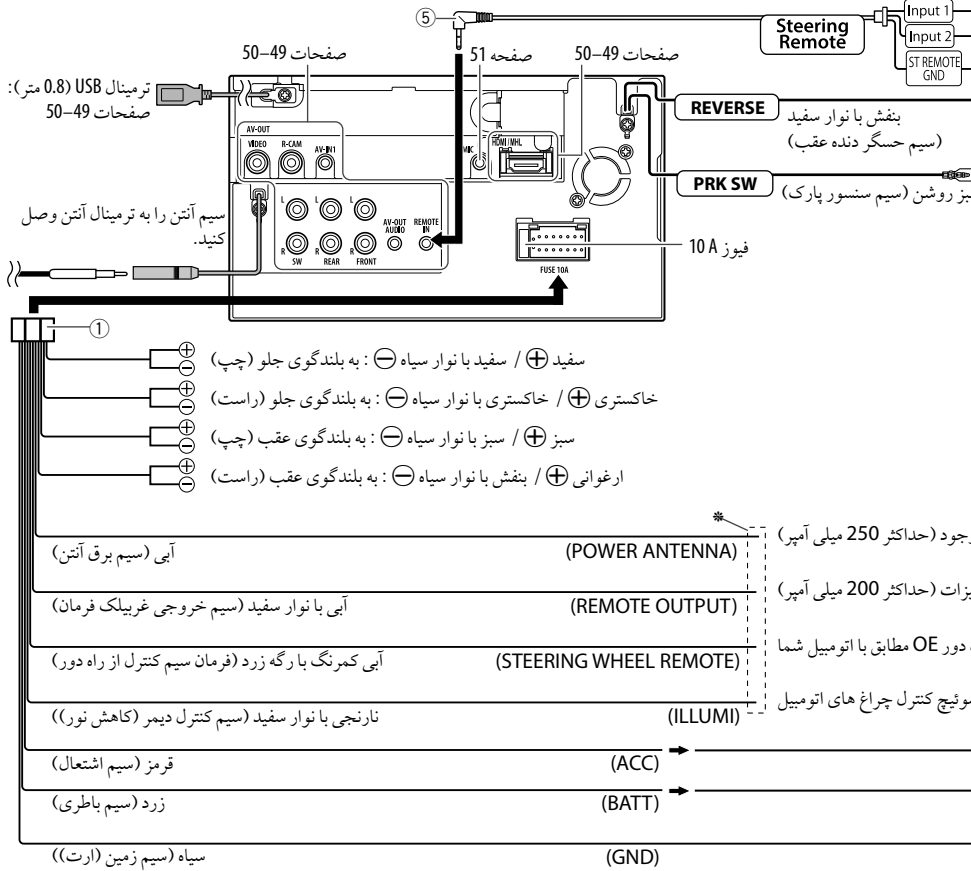 Input 1
Input 2
ST REMOTE
GND
Steering
Remote
⑤
صفحات 49–50
صفحه 51
صفحات 49–50
ترمینال USB (0.8 متر):
صفحات 49–50
REVERSE
بنفش با نوار سفید
(سیم حسگر دنده عقب)
PRK SW
بز روشن (سیم سنسور پارک)
AV-OUT
VIDEO
R-CAM
AV-IN1
MIC
HDMI/MHL
سیم آنتن را به ترمینال آنتن وصل
کنید.
L
L
L
R
R
R
SW
REAR
FRONT
AV-OUT
AUDIO
REMOTE
IN
فیوز 10 A
FUSE 10A
①
سفید ⊕ / سفید با نوار سیاه ⊖ : به بلندگوی جلو (چپ)
خاکستری ⊕ / خاکستری با نوار سیاه ⊖ : به بلندگوی جلو (راست)
سبز ⊕ / سبز با نوار سیاه ⊖ : به بلندگوی عقب (چپ)
ارغوانی ⊕ / بنفش با نوار سیاه ⊖ : به بلندگوی عقب (راست)
آبی (سیم برق آنتن)
(POWER ANTENNA)
وجود (حداکثر 250 میلی آمپر)
آبی با نوار سفید (سیم خروجی غربیلک فرمان)
(REMOTE OUTPUT)
یزات (حداکثر 200 میلی آمپر)
آبی کمرنگ با رگه زرد (فرمان سیم کنترل از راه دور)
(STEERING WHEEL REMOTE)
دور OE مطابق با اتومبیل شما
نارنجی با نوار سفید (سیم کنترل دیمر (کاهش نور))
(ILLUMI)
وئیچ کنترل چراغ های اتومبیل
قرمز (سیم اشتعال)
(ACC)
زرد (سیم باطری)
(BATT)
سیاه (سیم زمین (ارت))
(GND)